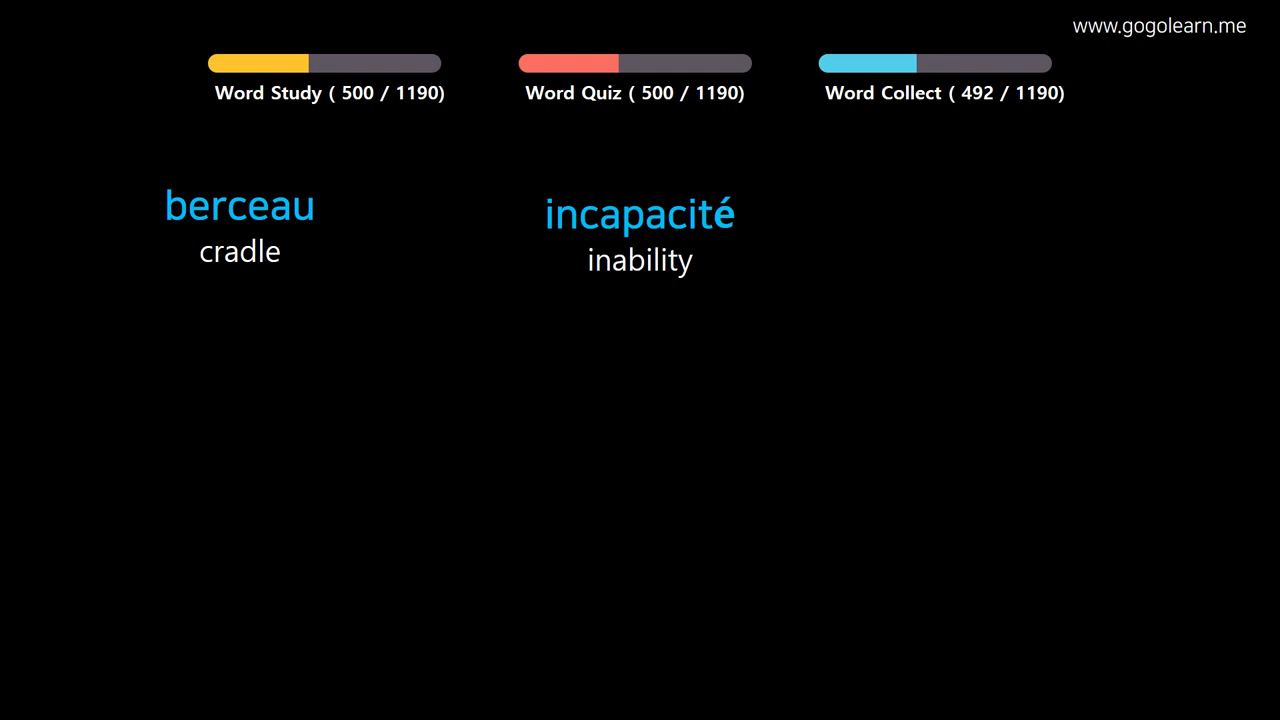 www.gogolearn.me
Word Study ( 500 / 1190)
Word Quiz ( 500 / 1190)
Word Collect ( 492 / 1190)
berceau
cradle
incapacité
inability